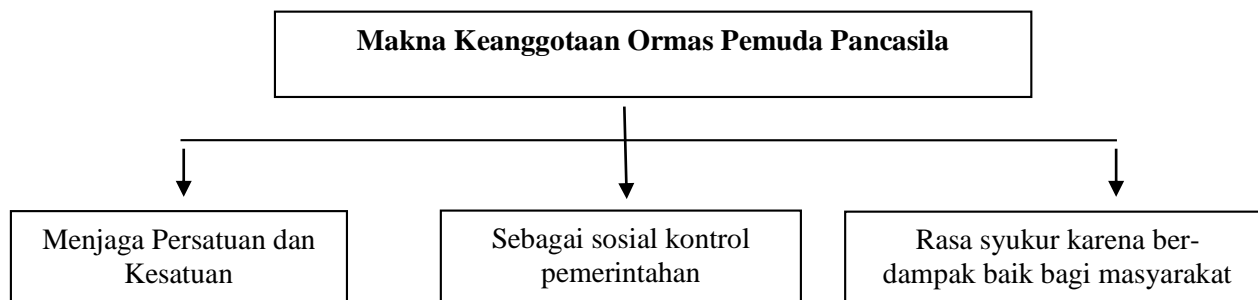 Makna Keanggotaan Ormas Pemuda Pancasila
Menjaga Persatuan dan
Kesatuan
Sebagai sosial kontrol
pemerintahan
Rasa syukur karena ber-
dampak baik bagi masyarakat